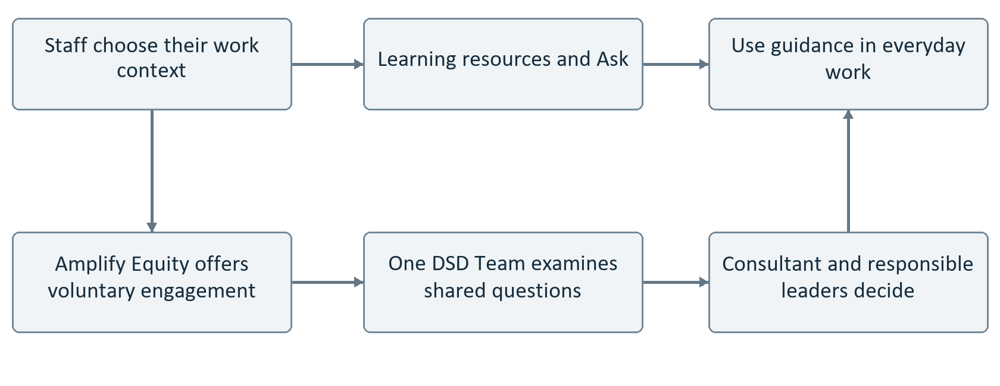 Staff choose their work
context
Learning resources and Ask
Use guidance in everyday
work
Amplify Equity offers
voluntary engagement
One DSD Team examines
shared questions
Consultant and responsible
leaders decide